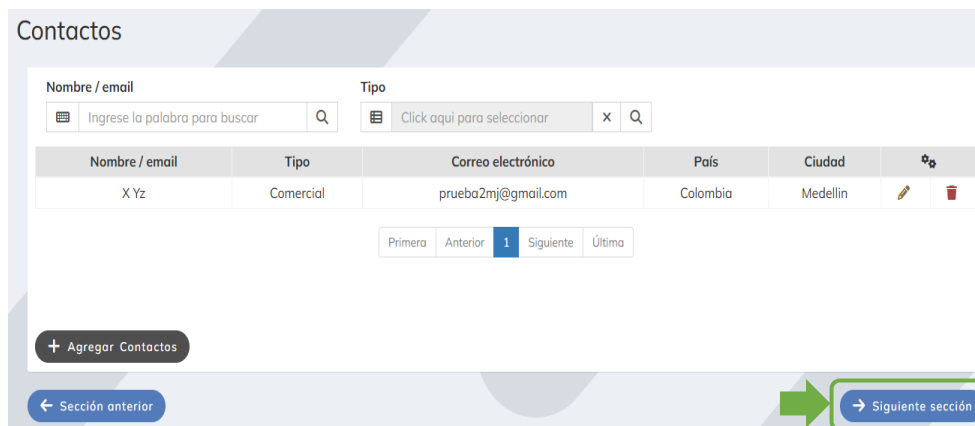 Contactos
Nombre / email Tipo
Ingrese la palabra para buscar Click aqui para seleccionar
Nombre / email Tipo Correo electrónico País Ciudad
X Yz Comercial prueba2mj@gmail.com Colombia Medellin
Primera Anterior 1 Siguiente Última
Agregar Contactos
Sección anterior Siguiente sección